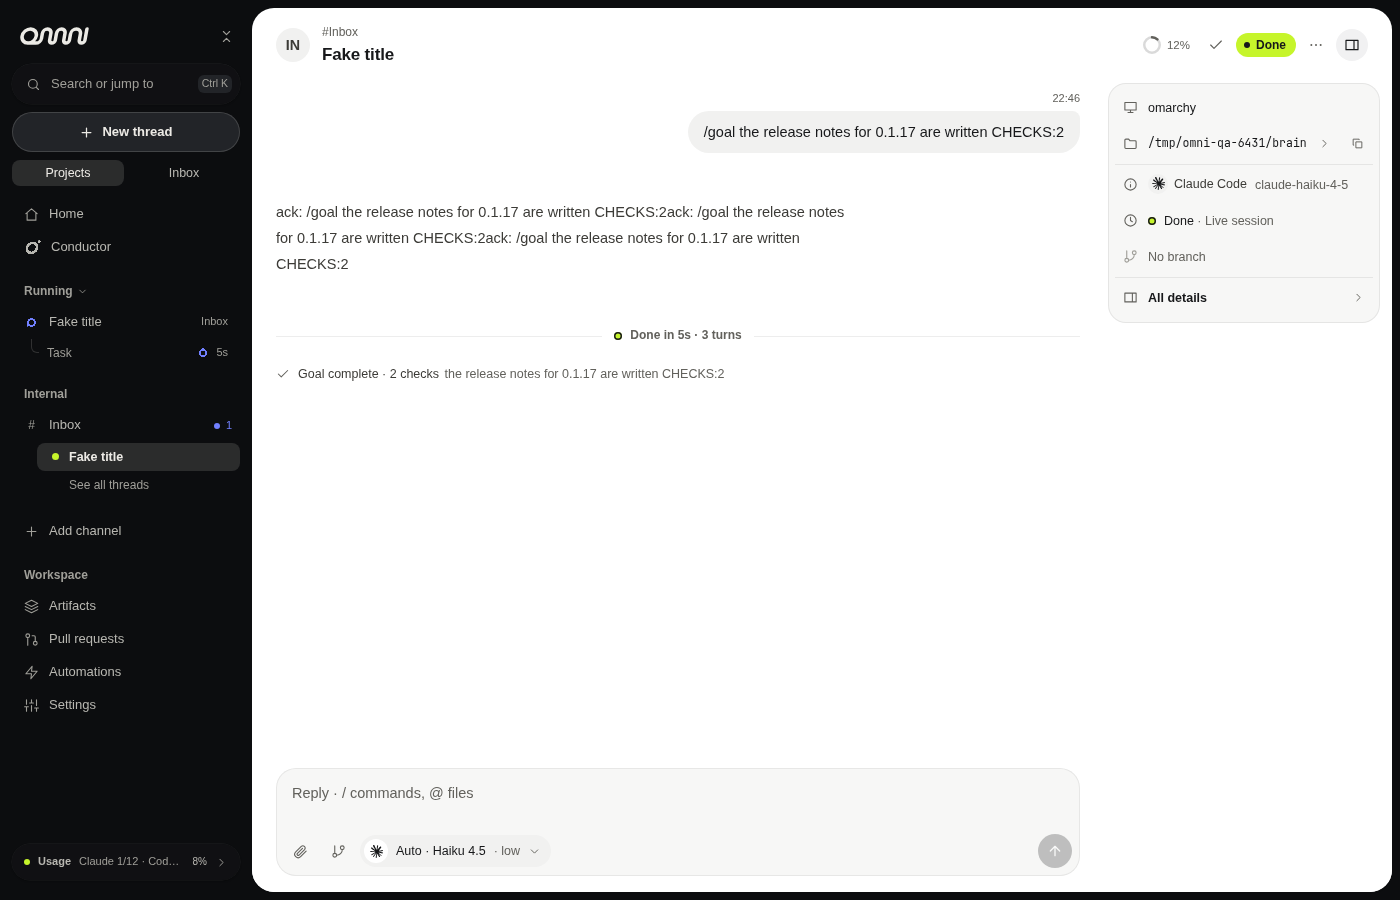 omni
Search or jump to
Ctrl K
New thread
Projects
Inbox
Home
Conductor
Running
Fake title
Inbox
Task
5s
Internal
# Inbox
1
Fake title
See all threads
Add channel
Workspace
Artifacts
Pull requests
Automations
Settings
Usage Claude 1/12 · Cod… 8%
IN
#Inbox
Fake title
12%
Done
22:46
/goal the release notes for 0.1.17 are written CHECKS:2
ack: /goal the release notes for 0.1.17 are written CHECKS:2ack: /goal the release notes
for 0.1.17 are written CHECKS:2ack: /goal the release notes for 0.1.17 are written
CHECKS:2
Done in 5s · 3 turns
Goal complete · 2 checks the release notes for 0.1.17 are written CHECKS:2
Reply · / commands, @ files
Auto · Haiku 4.5 · low
omarchy
/tmp/omni-qa-6431/brain
Claude Code claude-haiku-4-5
Done · Live session
No branch
All details